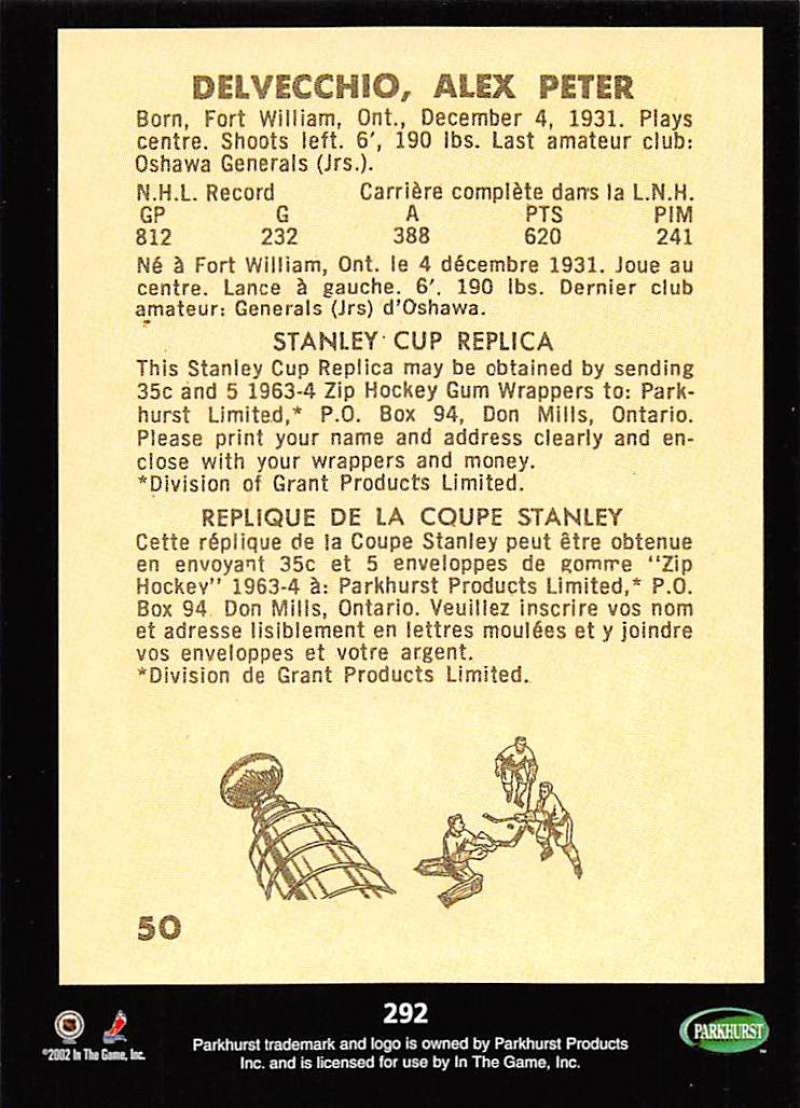 DELVECCHIO, ALEX PETER
Born, Fort William, Ont., December 4, 1931. Plays
centre. Shoots left. 6', 190 lbs. Last amateur club:
Oshawa Generals (Jrs.).
N.H.L. Record Carrière complète dans la L.N.H.
GP G A PTS PIM
812 232 388 620 241
Né à Fort William, Ont. le 4 décembre 1931. Joue au
centre. Lance à gauche. 6'. 190 lbs. Dernier club
amateur: Generals (Jrs) d'Oshawa.
STANLEY CUP REPLICA
This Stanley Cup Replica may be obtained by sending
35c and 5 1963-4 Zip Hockey Gum Wrappers to: Park-
hurst Limited,* P.O. Box 94, Don Mills, Ontario.
Please print your name and address clearly and en-
close with your wrappers and money.
*Division of Grant Products Limited.
REPLIQUE DE LA COUPE STANLEY
Cette réplique de la Coupe Stanley peut être obtenue
en envoyant 35c et 5 enveloppes de gomme "Zip
Hockey" 1963-4 à: Parkhurst Products Limited,* P.O.
Box 94 Don Mills, Ontario. Veuillez inscrire vos nom
et adresse lisiblement en lettres moulées et y joindre
vos enveloppes et votre argent.
*Division de Grant Products Limited.
50
292
©2002 In The Game, Inc.
Parkhurst trademark and logo is owned by Parkhurst Products
Inc. and is licensed for use by In The Game, Inc.
PARKHURST